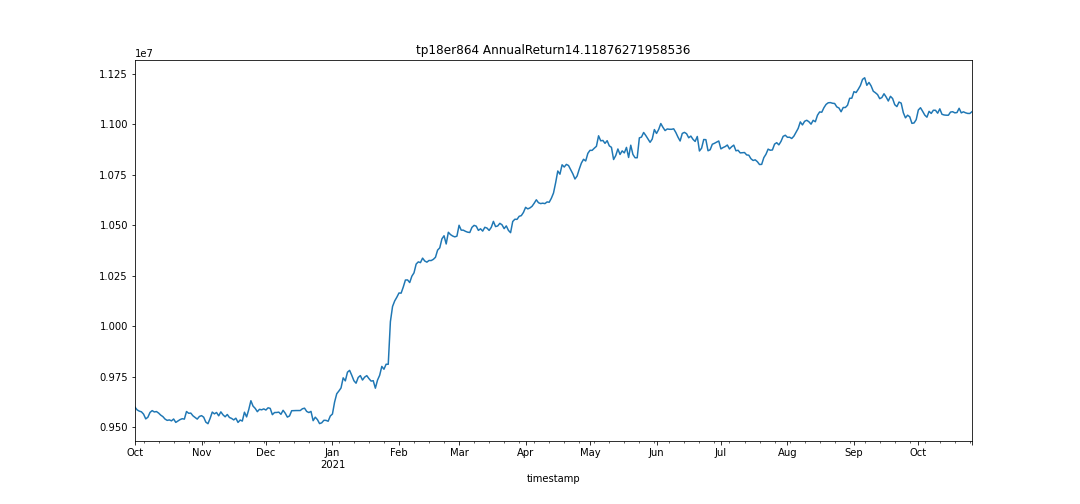 tp18er864 AnnualReturn14.11876271958536
1e7
1.125
1.100
1.075
1.050
1.025
1.000
0.975
0.950
Oct Nov Dec Jan Feb Mar Apr May Jun Jul Aug Sep Oct
2021
timestamp